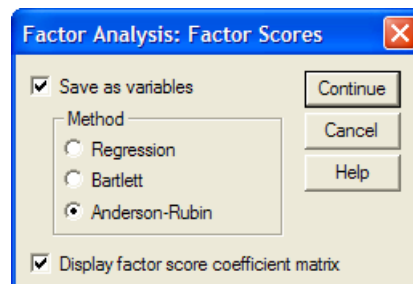 Factor Analysis: Factor Scores
Save as variables
Method
Regression
Bartlett
Anderson-Rubin
Display factor score coefficient matrix
Continue
Cancel
Help